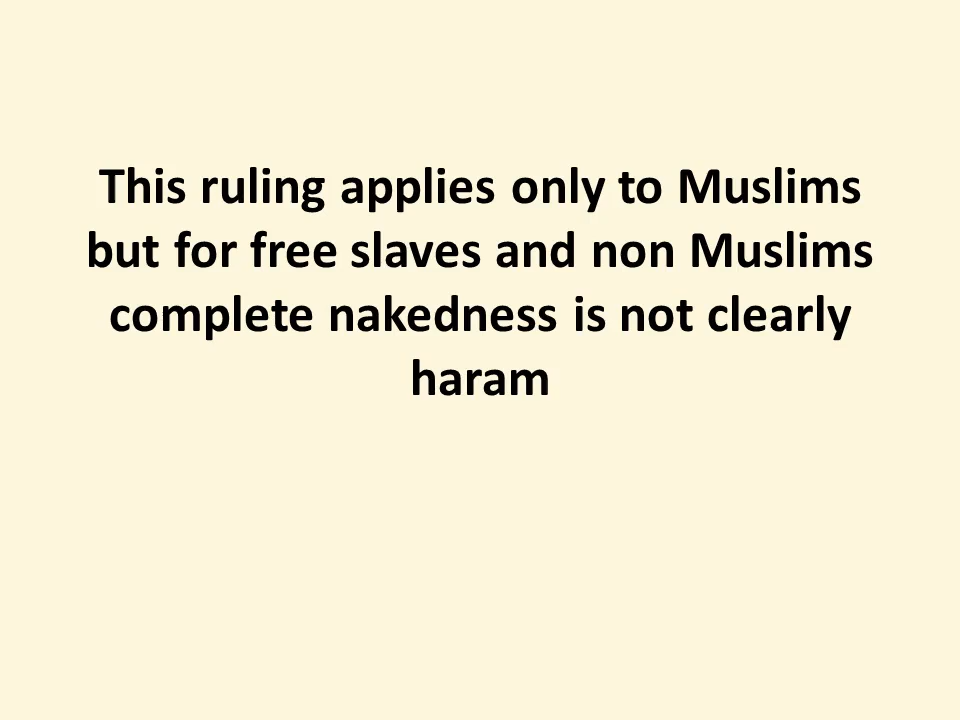 This ruling applies only to Muslims
but for free slaves and non Muslims
complete nakedness is not clearly
haram